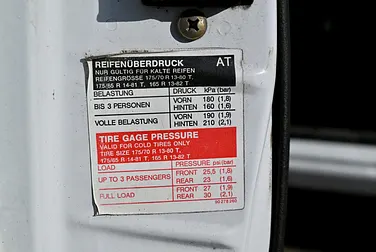 REIFENÜBERDRUCK AT
NUR GÜLTIG FÜR KALTE REIFEN
REIFENGRÖSSE 175/70 R 13-80 T,
175/65 R 14-81 T, 165 R 13-82 T
BELASTUNG DRUCK kPa (bar)
BIS 3 PERSONEN VORN 180 (1,8)
HINTEN 160 (1,6)
VOLLE BELASTUNG VORN 190 (1,9)
HINTEN 210 (2,1)
TIRE GAGE PRESSURE
VALID FOR COLD TIRES ONLY
TIRE SIZE 175/70 R 13-80 T,
175/65 R 14-81 T, 165 R 13-82 T
LOAD PRESSURE psi (bar)
UP TO 3 PASSENGERS FRONT 25,5 (1,8)
REAR 23 (1,6)
FULL LOAD FRONT 27 (1,9)
REAR 30 (2,1)